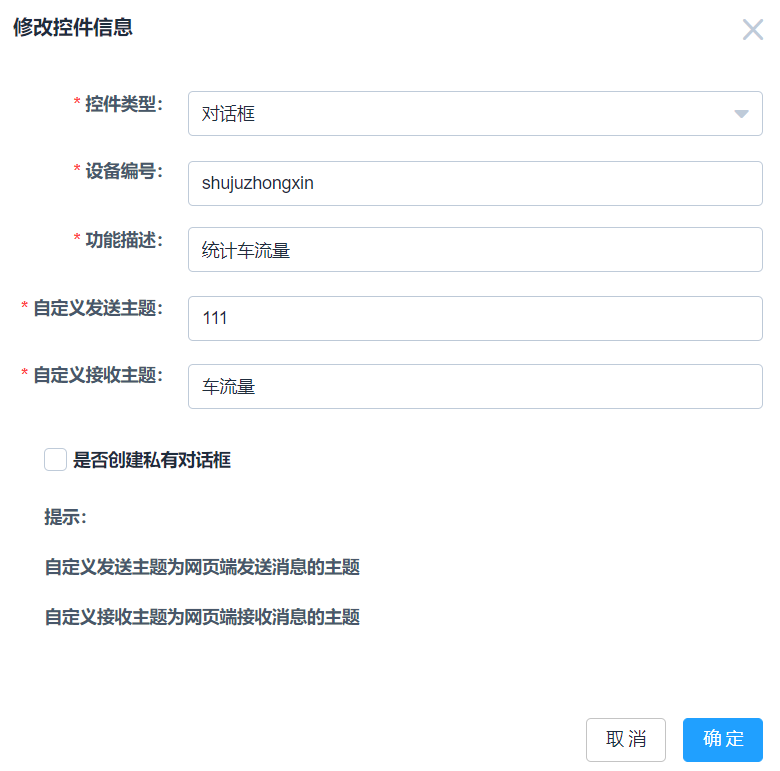 修改控件信息
* 控件类型：
对话框
* 设备编号：
shujuzhongxin
* 功能描述：
统计车流量
* 自定义发送主题：
111
* 自定义接收主题：
车流量
是否创建私有对话框
提示：
自定义发送主题为网页端发送消息的主题
自定义接收主题为网页端接收消息的主题
取消
确定